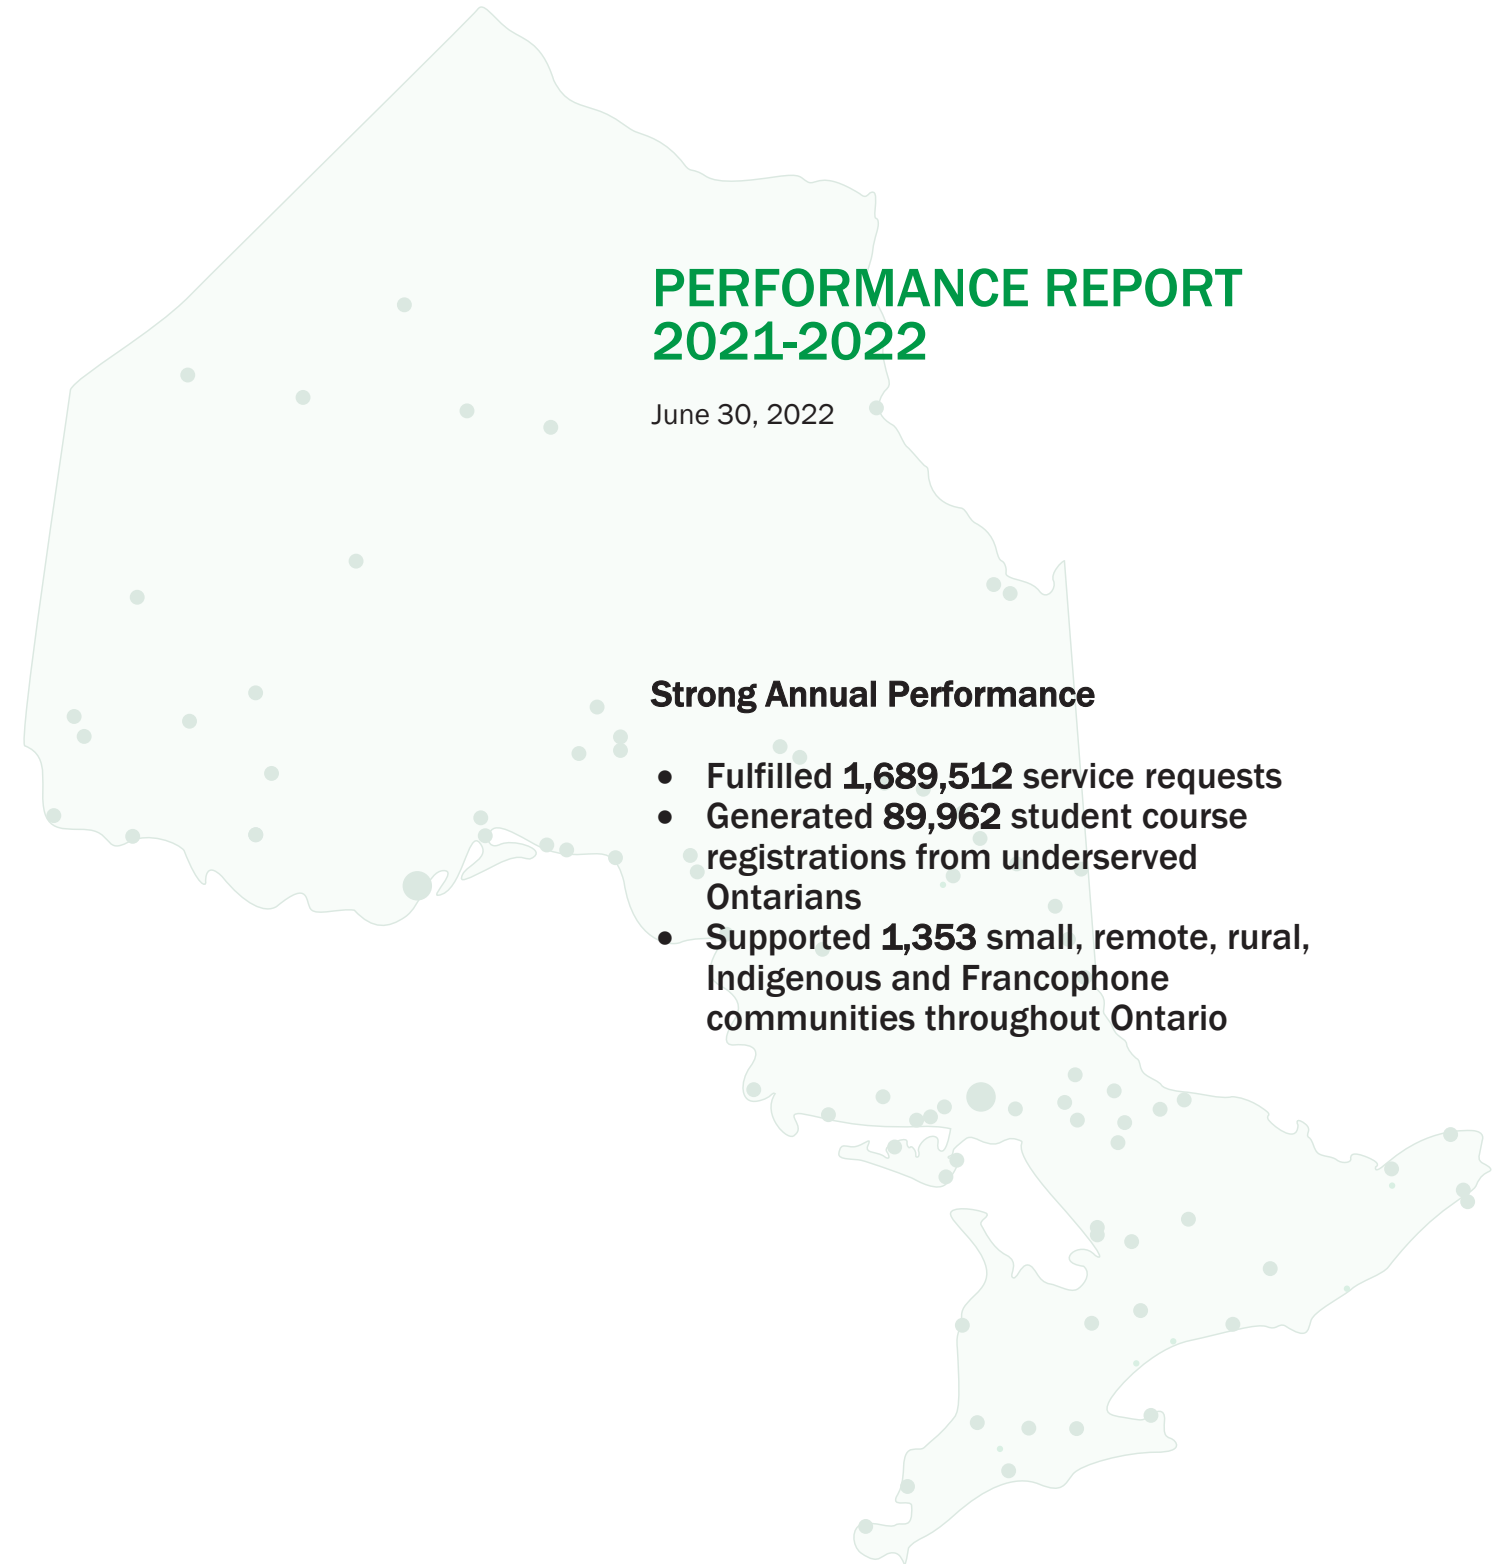 PERFORMANCE REPORT
2021-2022
June 30, 2022
Strong Annual Performance
• Fulfilled 1,689,512 service requests
• Generated 89,962 student course
registrations from underserved
Ontarians
• Supported 1,353 small, remote, rural,
Indigenous and Francophone
communities throughout Ontario